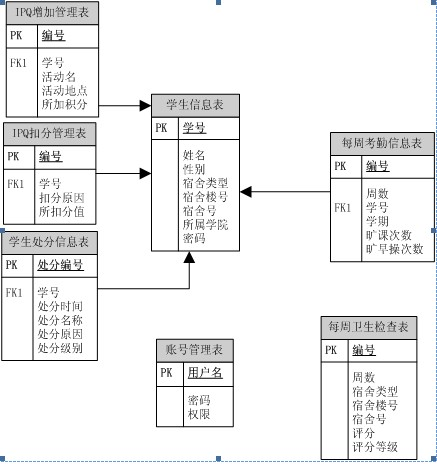 IPQ增加管理表
PK 编号
FK1 学号
活动名
活动地点
所加积分
IPQ扣分管理表
PK 编号
FK1 学号
扣分原因
所扣分值
学生处分信息表
PK 处分编号
FK1 学号
处分时间
处分名称
处分原因
处分级别
学生信息表
PK 学号
姓名
性别
宿舍类型
宿舍楼号
宿舍号
所属学院
密码
账号管理表
PK 用户名
密码
权限
每周考勤信息表
PK 编号
周数
FK1 学号
学期
旷课次数
旷早操次数
每周卫生检查表
PK 编号
周数
宿舍类型
宿舍楼号
宿舍号
评分
评分等级